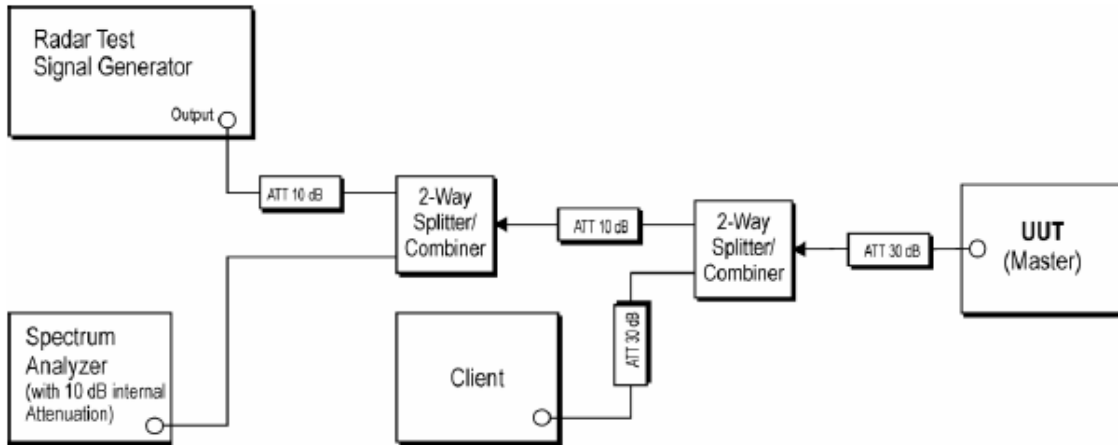 Radar Test
Signal Generator
Output
ATT 10 dB
2-Way
Splitter/
Combiner
ATT 10 dB
2-Way
Splitter/
Combiner
ATT 30 dB
UUT
(Master)
Spectrum
Analyzer
(with 10 dB internal
Attenuation)
Client
ATT 30 dB